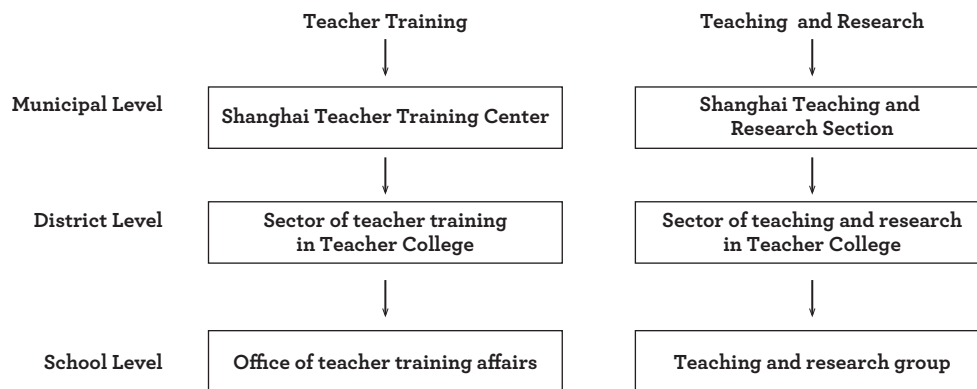 Teacher Training
Teaching and Research
Municipal Level
Shanghai Teacher Training Center
Shanghai Teaching and
Research Section
District Level
Sector of teacher training
in Teacher College
Sector of teaching and research
in Teacher College
School Level
Office of teacher training affairs
Teaching and research group